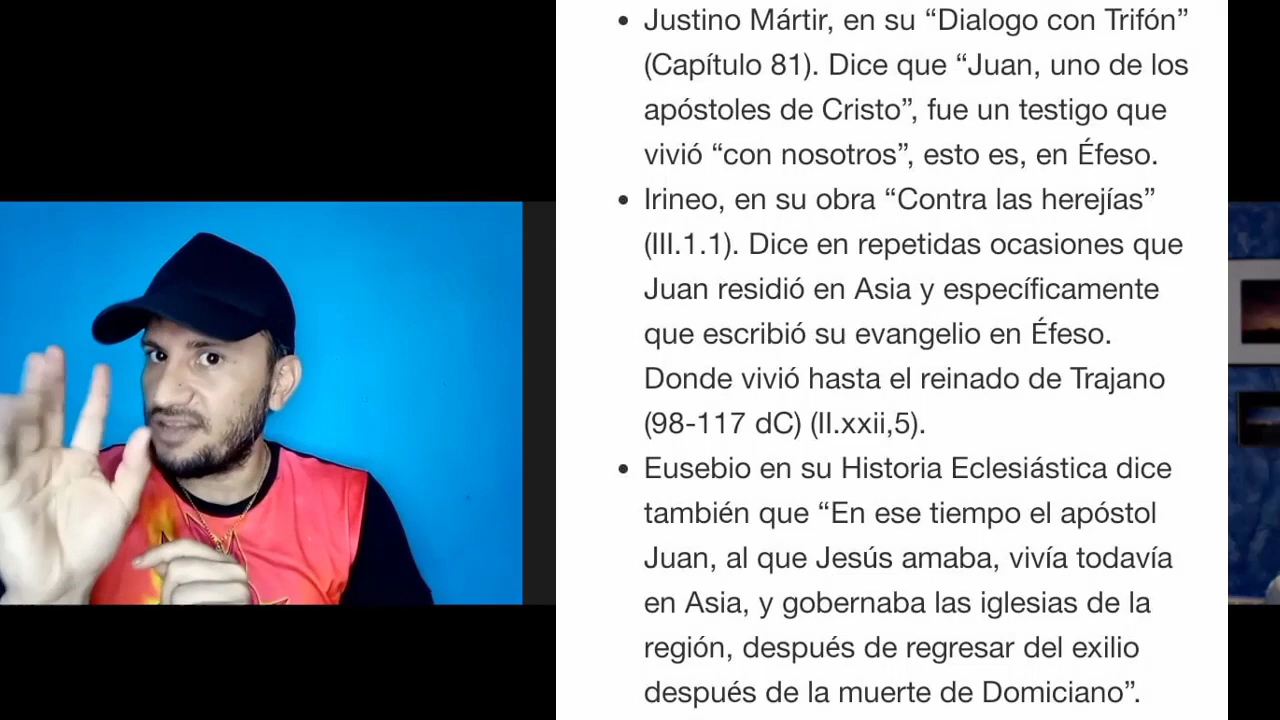 • Justino Mártir, en su “Dialogo con Trifón”
(Capítulo 81). Dice que “Juan, uno de los
apóstoles de Cristo”, fue un testigo que
vivió “con nosotros”, esto es, en Éfeso.
• Irineo, en su obra “Contra las herejías”
(III.1.1). Dice en repetidas ocasiones que
Juan residió en Asia y específicamente
que escribió su evangelio en Éfeso.
Donde vivió hasta el reinado de Trajano
(98-117 dC) (II.xxii,5).
• Eusebio en su Historia Eclesiástica dice
también que “En ese tiempo el apóstol
Juan, al que Jesús amaba, vivía todavía
en Asia, y gobernaba las iglesias de la
región, después de regresar del exilio
después de la muerte de Domiciano”.